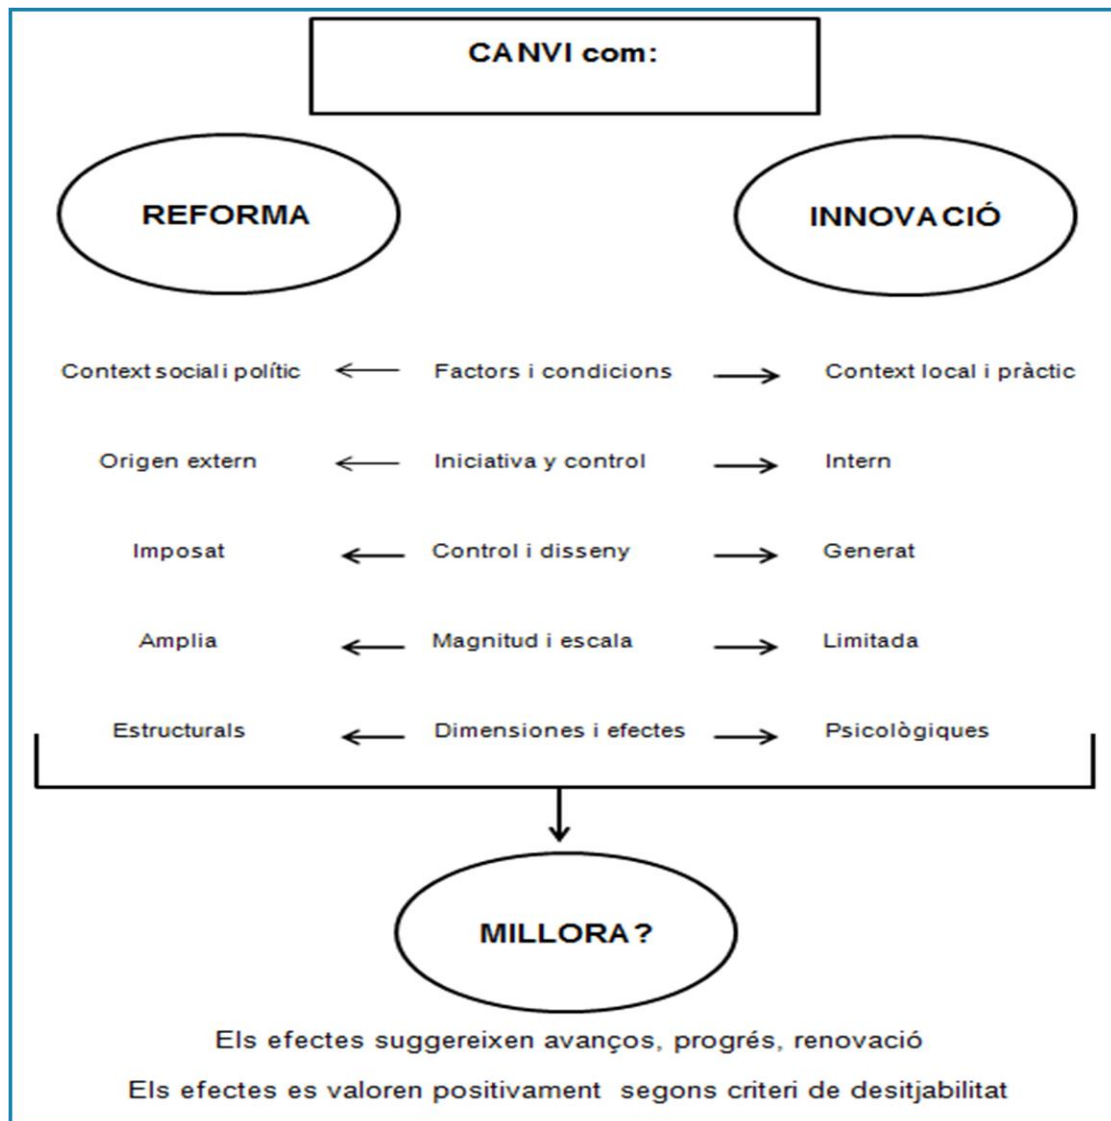 CANVI com:
REFORMA
INNOVACIÓ
Context social i polític
Factors i condicions
Context local i pràctic
Origen extern
Iniciativa y control
Intern
Imposat
Control i disseny
Generat
Amplia
Magnitud i escala
Limitada
Estructurals
Dimensiones i efectes
Psicològiques
MILLORA?
Els efectes suggereixen avanços, progrés, renovació
Els efectes es valoren positivament segons criteri de desitjabilitat